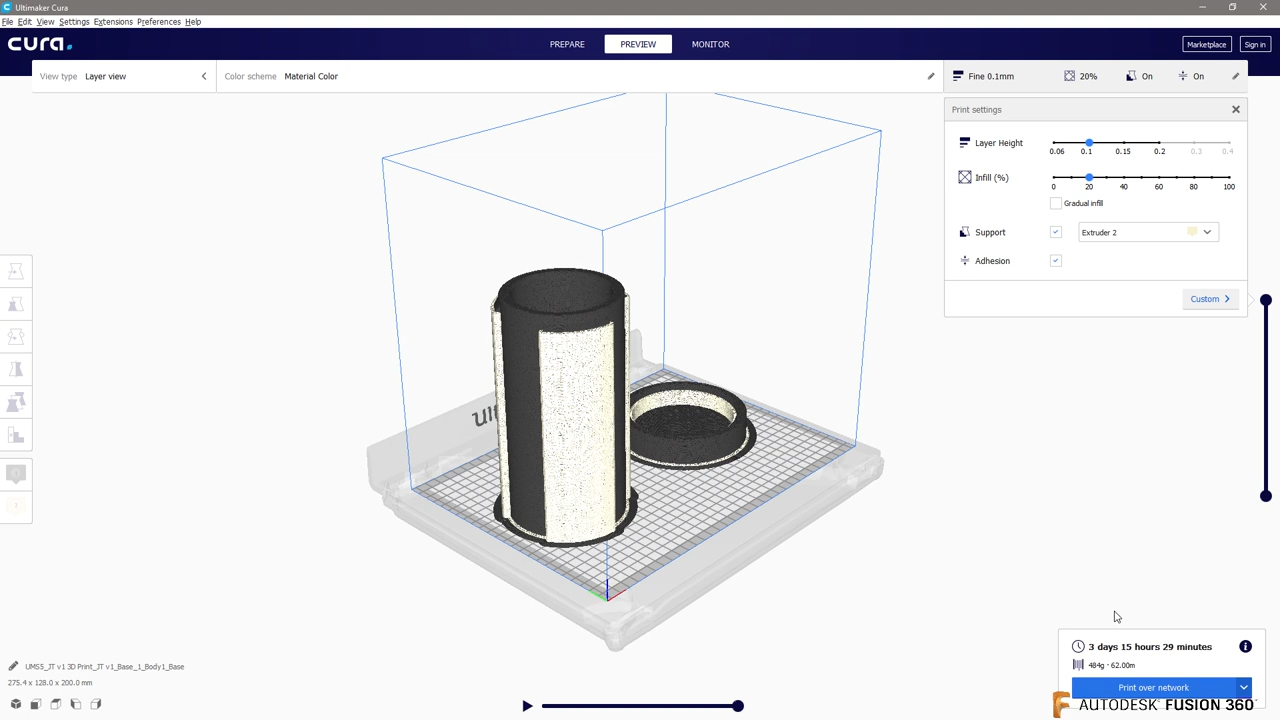 Ultimaker Cura
File Edit View Settings Extensions Preferences Help
cura.
PREPARE PREVIEW MONITOR
Marketplace Sign in
View type Layer view
Color scheme Material Color
Fine 0.1mm 20% On On
Print settings
Layer Height
0.06 0.1 0.15 0.2 0.3 0.4
Infill (%)
0 20 40 60 80 100
Gradual infill
Support Extruder 2
Adhesion
Custom
Ult
3 days 15 hours 29 minutes
484g · 62.00m
Print over network
UMS5_JT v1 3D Print_JT v1_Base_1_Body1_Base
275.4 x 128.0 x 200.0 mm
AUTODESK® FUSION 360™